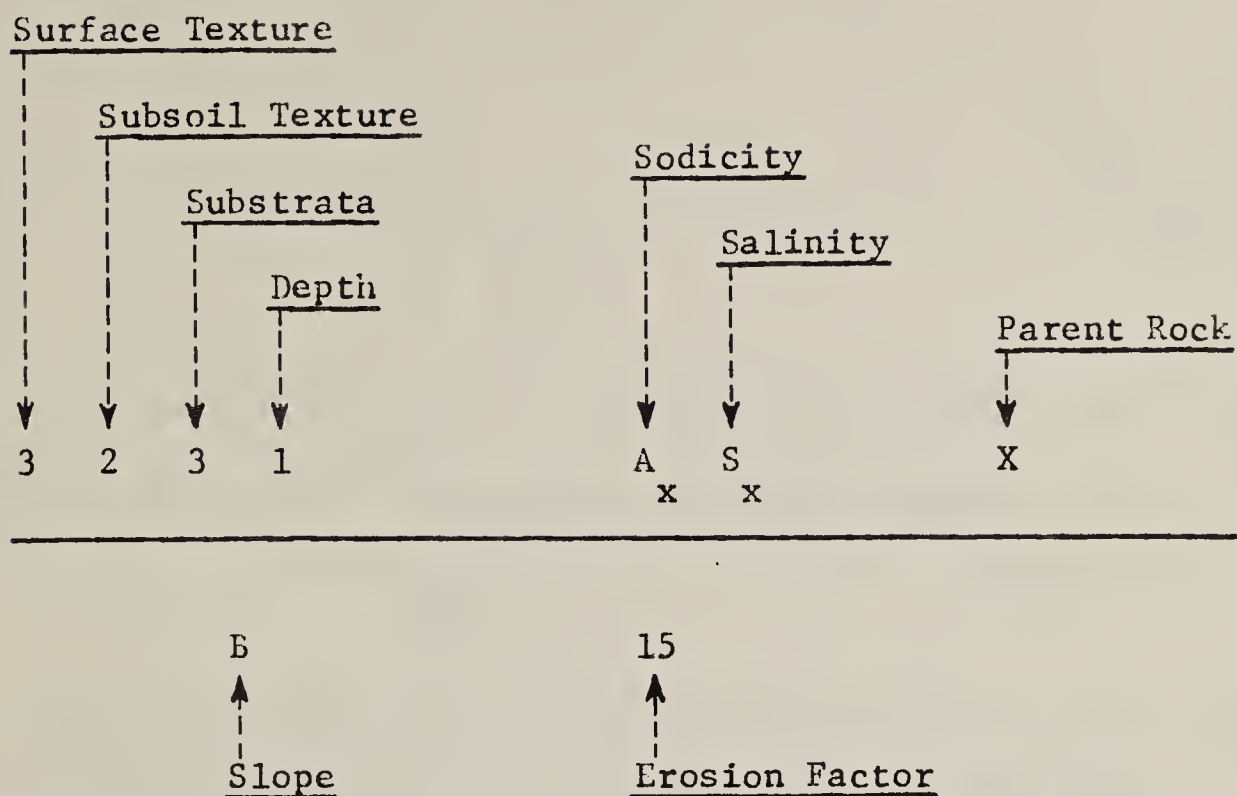 Surface Texture
Subsoil Texture
Sodicity
Substrata
Salinity
Depth
Parent Rock
3 2 3 1 A x S x X
B 15
Slope Erosion Factor